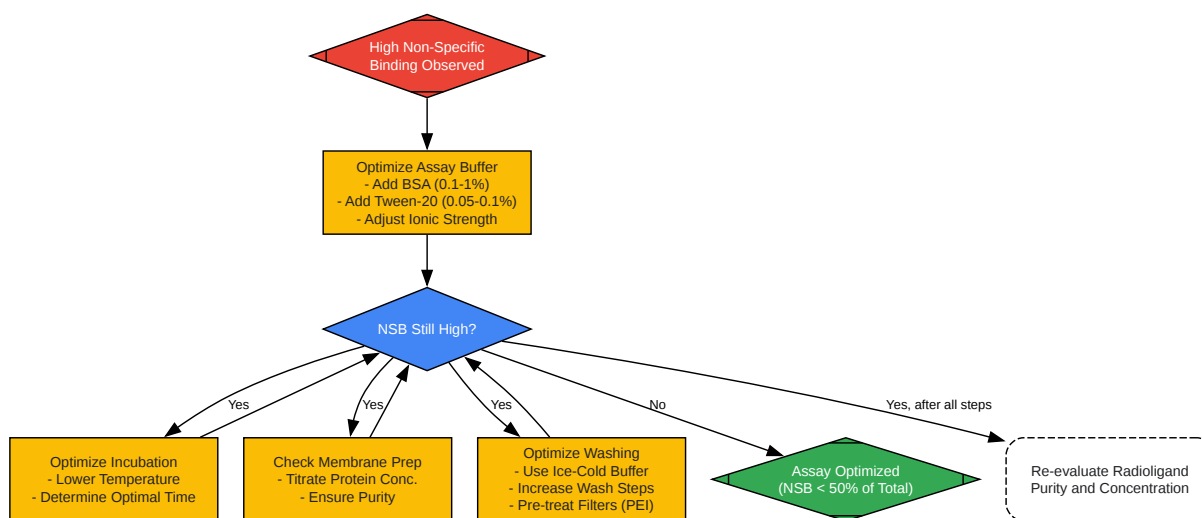 High Non-Specific
Binding Observed
Optimize Assay Buffer
- Add BSA (0.1-1%)
- Add Tween-20 (0.05-0.1%)
- Adjust Ionic Strength
NSB Still High?
Yes
Yes
Yes
No
Yes, after all steps
Optimize Incubation
- Lower Temperature
- Determine Optimal Time
Check Membrane Prep
- Titrate Protein Conc.
- Ensure Purity
Optimize Washing
- Use Ice-Cold Buffer
- Increase Wash Steps
- Pre-treat Filters (PEI)
Assay Optimized
(NSB < 50% of Total)
Re-evaluate Radioligand
Purity and Concentration